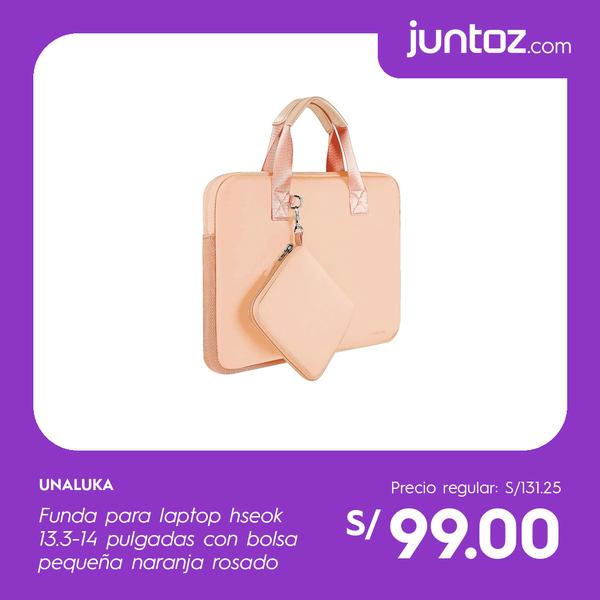 juntoz.com
UNALUKA
Funda para laptop hseok
13.3-14 pulgadas con bolsa
pequeña naranja rosado
Precio regular: S/131.25
S/99.00